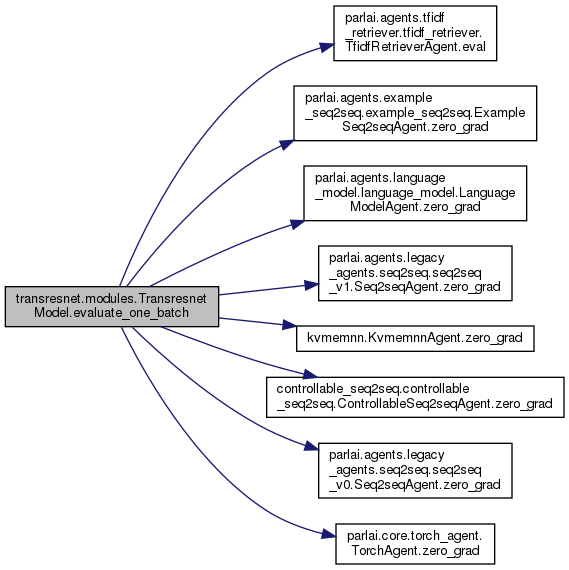 parlai.agents.tfidf
_retriever.tfidf_retriever.
TfidfRetrieverAgent.eval
parlai.agents.example
_seq2seq.example_seq2seq.Example
Seq2seqAgent.zero_grad
parlai.agents.language
_model.language_model.Language
ModelAgent.zero_grad
parlai.agents.legacy
_agents.seq2seq.seq2seq
_v1.Seq2seqAgent.zero_grad
transresnet.modules.Transresnet
Model.evaluate_one_batch
kvmemnn.KvmemnnAgent.zero_grad
controllable_seq2seq.controllable
_seq2seq.ControllableSeq2seqAgent.zero_grad
parlai.agents.legacy
_agents.seq2seq.seq2seq
_v0.Seq2seqAgent.zero_grad
parlai.core.torch_agent.
TorchAgent.zero_grad